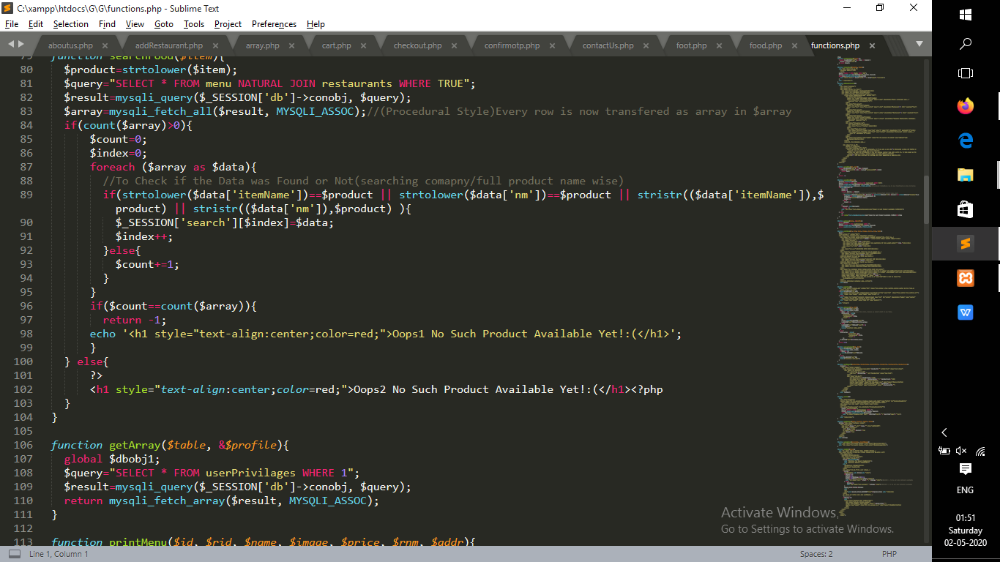 C:\xampp\htdocs\G\G\functions.php - Sublime Text
File Edit Selection Find View Goto Tools Project Preferences Help
aboutus.php addRestaurant.php array.php cart.php checkout.php confirmotp.php contactUs.php foot.php food.php functions.php
79 function searchFood($item){
80 $product=strtolower($item);
81 $query="SELECT * FROM menu NATURAL JOIN restaurants WHERE TRUE";
82 $result=mysqli_query($_SESSION['db']->conobj, $query);
83 $array=mysqli_fetch_all($result, MYSQLI_ASSOC);//(Procedural Style)Every row is now transfered as array in $array
84 if(count($array)>0){
85 $count=0;
86 $index=0;
87 foreach ($array as $data){
88 //To Check if the Data was Found or Not(searching comapny/full product name wise)
89 if(strtolower($data['itemName'])==$product || strtolower($data['nm'])==$product || stristr(($data['itemName']),$
product) || stristr(($data['nm']),$product) ){
90 $_SESSION['search'][$index]=$data;
91 $index++;
92 }else{
93 $count+=1;
94 }
95 }
96 if($count==count($array)){
97 return -1;
98 echo '<h1 style="text-align:center;color=red;">Oops1 No Such Product Available Yet!:(</h1>';
99 }
100 } else{
101 ?>
102 <h1 style="text-align:center;color=red;">Oops2 No Such Product Available Yet!:(</h1><?php
103 }
104 }
105
106 function getArray($table, &$profile){
107 global $dbobj1;
108 $query="SELECT * FROM userPrivilages WHERE 1";
109 $result=mysqli_query($_SESSION['db']->conobj, $query);
110 return mysqli_fetch_array($result, MYSQLI_ASSOC);
111 }
112
113 function printMenu($id, $rid, $name, $image, $price, $rnm, $addr){
Activate Windows
Go to Settings to activate Windows.
Line 1, Column 1
Spaces: 2
PHP
ENG
01:51
Saturday
02-05-2020